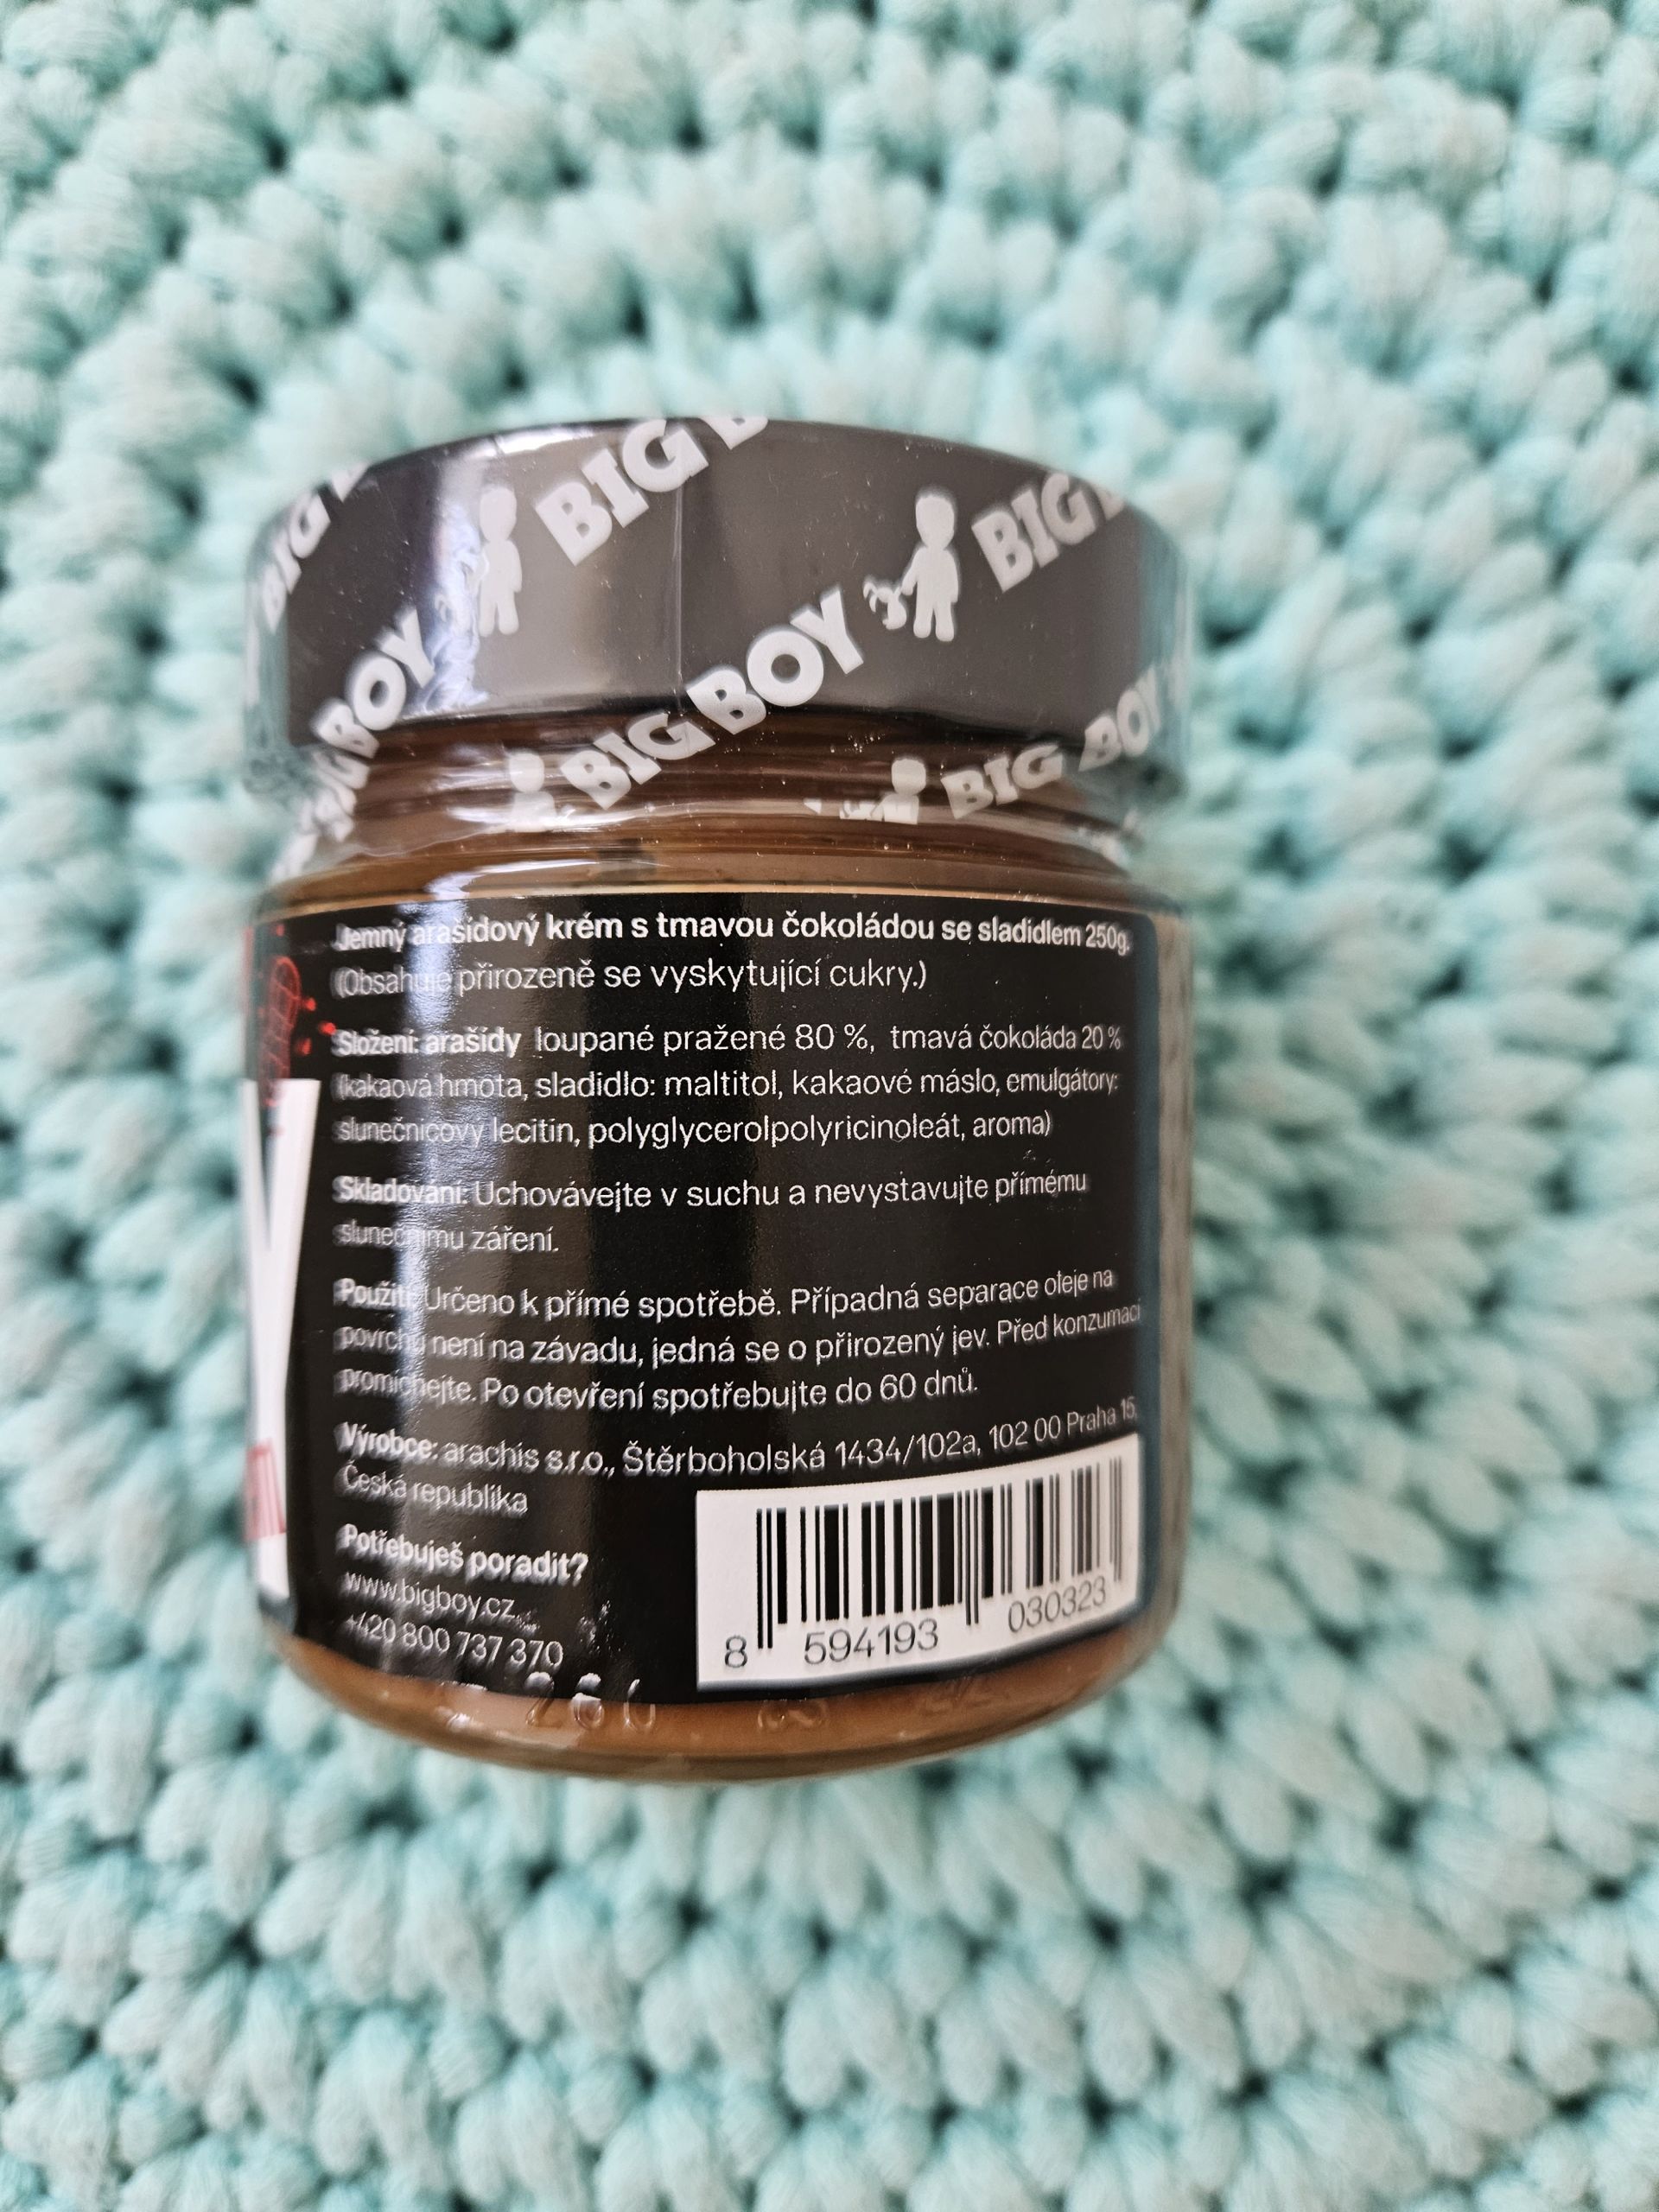 BIG BOY
BIG
BIG BOY
BIG BOY
BIG BOY
Jemný arašídový krém s tmavou čokoládou se sladidlem 250g.
(Obsahuje přirozeně se vyskytující cukry.)
Složení: arašídy loupané pražené 80 %, tmavá čokoláda 20 %
(kakaová hmota, sladidlo: maltitol, kakaové máslo, emulgátory:
slunečnicový lecitin, polyglycerolpolyricinoleát, aroma)
Skladování: Uchovávejte v suchu a nevystavujte přímému
slunečnímu záření.
Použití: Určeno k přímé spotřebě. Případná separace oleje na
povrchu není na závadu, jedná se o přirozený jev. Před konzumací
promíchejte. Po otevření spotřebujte do 60 dnů.
Výrobce: arachis s.r.o., Štěrboholská 1434/102a, 102 00 Praha 15,
Česká republika
Potřebuješ poradit?
www.bigboy.cz
+420 800 737 370
8 594193 030323